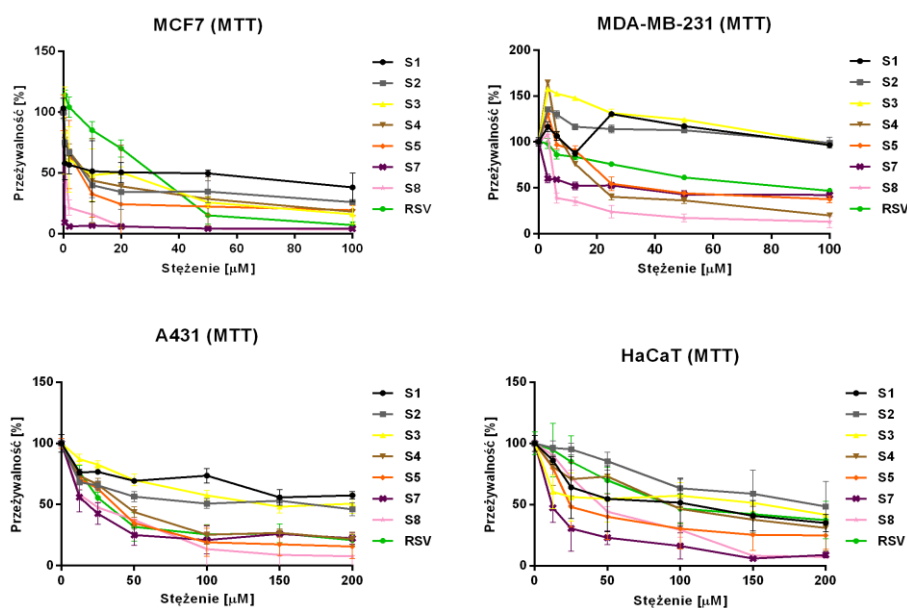 MCF7 (MTT)
Przeżywalność [%]
150
100
50
0
0
20
40
60
80
100
Stężenie [µM]
S1
S2
S3
S4
S5
S7
S8
RSV
MDA-MB-231 (MTT)
Przeżywalność [%]
200
150
100
50
0
0
20
40
60
80
100
Stężenie [µM]
S1
S2
S3
S4
S5
S7
S8
RSV
A431 (MTT)
Przeżywalność [%]
150
100
50
0
0
50
100
150
200
Stężenie [µM]
S1
S2
S3
S4
S5
S7
S8
RSV
HaCaT (MTT)
Przeżywalność [%]
150
100
50
0
0
50
100
150
200
Stężenie [µM]
S1
S2
S3
S4
S5
S7
S8
RSV